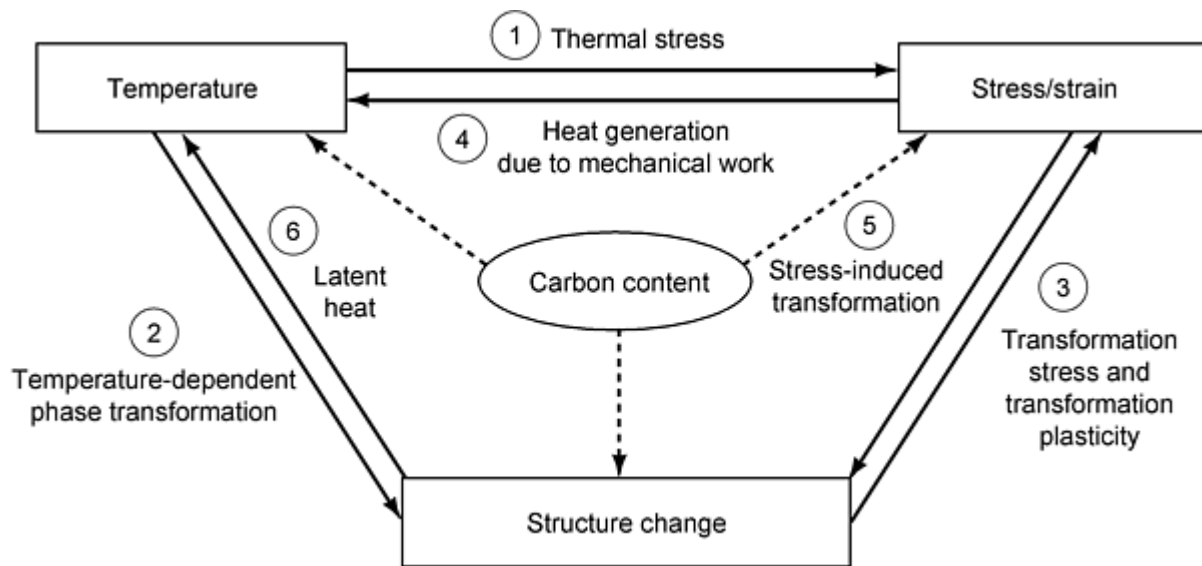 1 Thermal stress
Temperature
Stress/strain
4 Heat generation
due to mechanical work
6
Latent
heat
Carbon content
5
Stress-induced
transformation
3
Transformation
stress and
transformation
plasticity
2
Temperature-dependent
phase transformation
Structure change